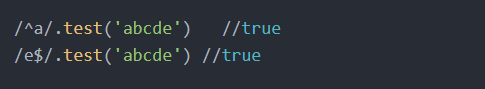 /^a/.test('abcde')   //true
/e$/.test('abcde') //true